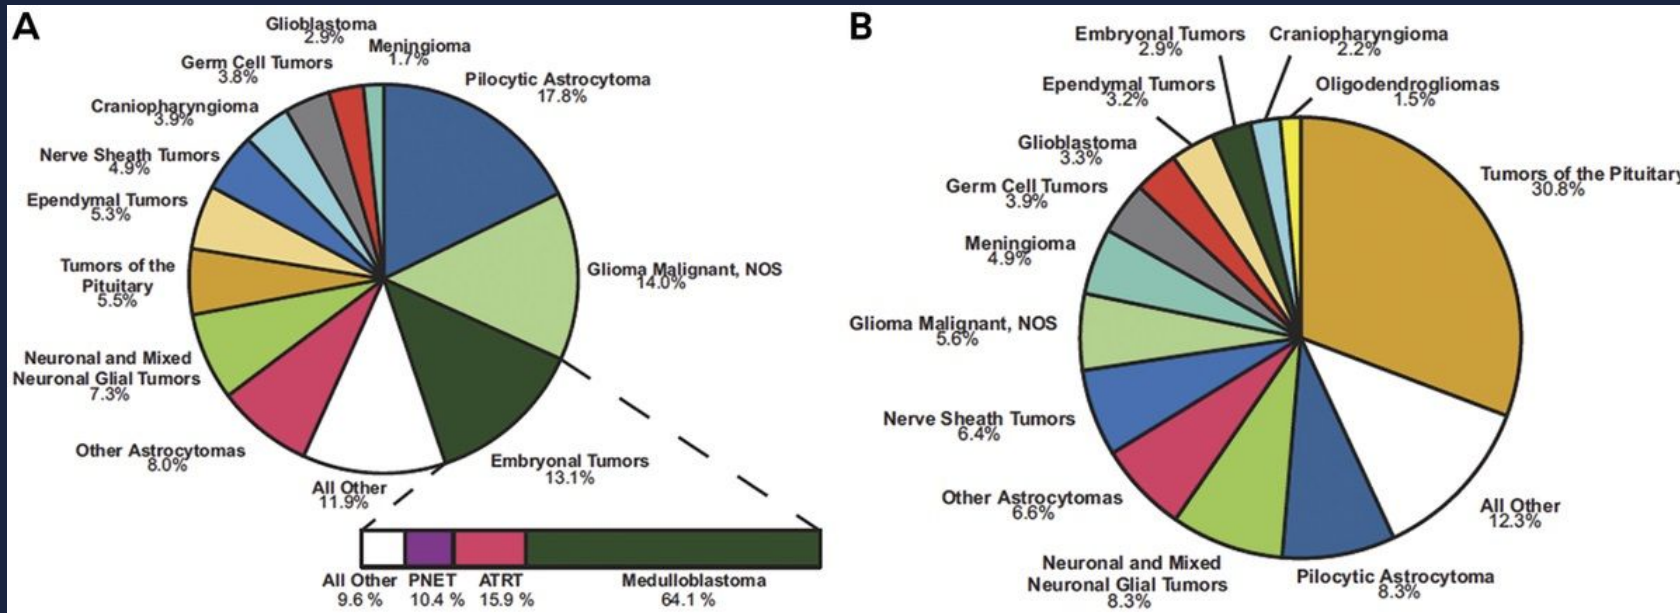 A
Glioblastoma
2.9%
Meningioma
1.7%
Germ Cell Tumors
3.8%
Pilocytic Astrocytoma
17.8%
Craniopharyngioma
3.9%
Nerve Sheath Tumors
4.9%
Ependymal Tumors
5.3%
Glioma Malignant, NOS
14.0%
Tumors of the
Pituitary
5.5%
Neuronal and Mixed
Neuronal Glial Tumors
7.3%
Other Astrocytomas
8.0%
Embryonal Tumors
13.1%
All Other
11.9%
All Other PNET ATRT Medulloblastoma
9.6 % 10.4 % 15.9 % 64.1 %
B
Embryonal Tumors
2.9%
Craniopharyngioma
2.2%
Ependymal Tumors
3.2%
Oligodendrogliomas
1.5%
Glioblastoma
3.3%
Germ Cell Tumors
3.9%
Tumors of the Pituitary
30.8%
Meningioma
4.9%
Glioma Malignant, NOS
5.6%
Nerve Sheath Tumors
6.4%
Other Astrocytomas
6.6%
All Other
12.3%
Neuronal and Mixed
Neuronal Glial Tumors
8.3%
Pilocytic Astrocytoma
8.3%